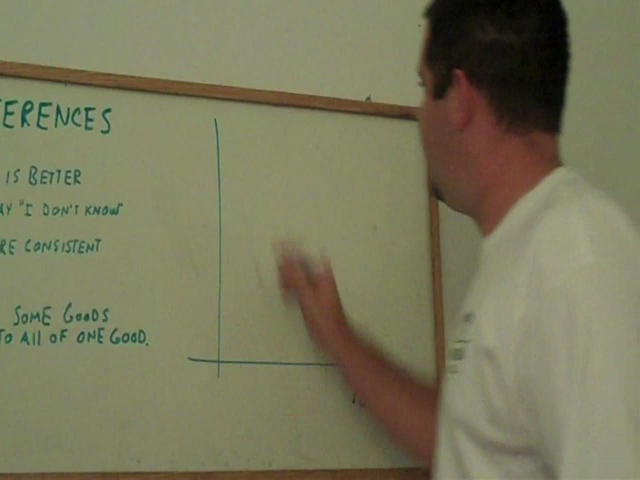 ERENCES
IS BETTER
AY "I DON'T KNOW"
RE CONSISTENT
SOME GOODS
TO All OF ONE GOOD.